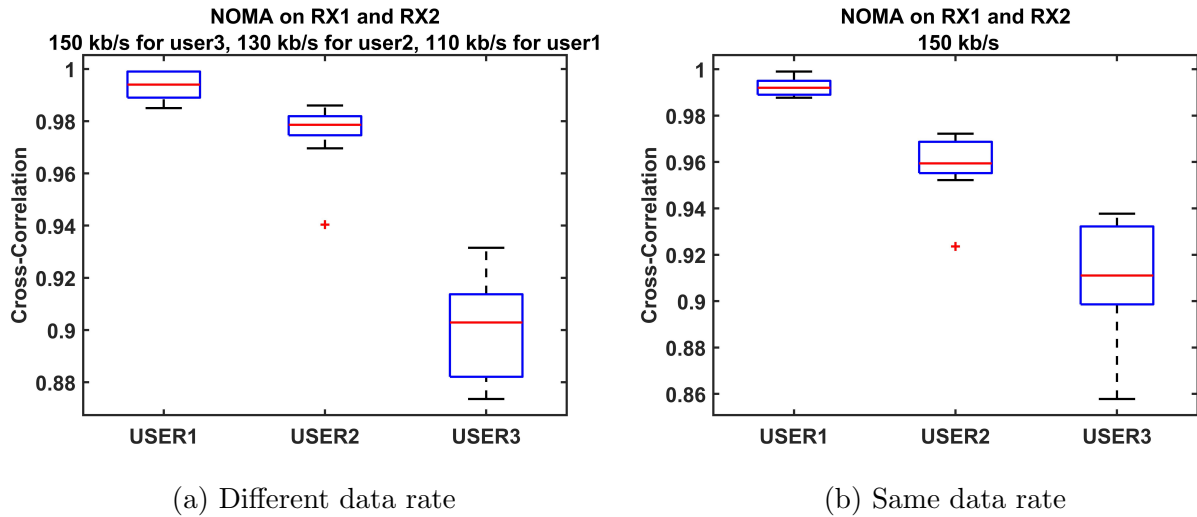 NOMA on RX1 and RX2
150 kb/s for user3, 130 kb/s for user2, 110 kb/s for user1
1
0.98
0.96
0.94
0.92
0.9
0.88
Cross-Correlation
USER1 USER2 USER3
(a) Different data rate
NOMA on RX1 and RX2
150 kb/s
1
0.98
0.96
0.94
0.92
0.9
0.88
0.86
Cross-Correlation
USER1 USER2 USER3
(b) Same data rate